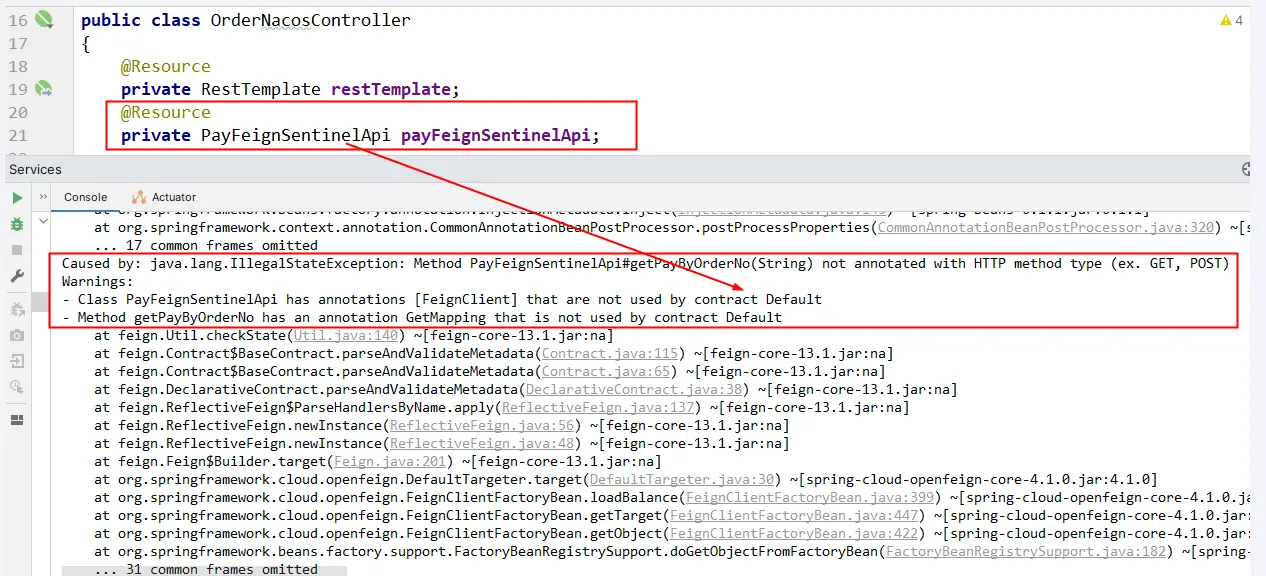 16 public class OrderNacosController 4
17 {
18 @Resource
19 private RestTemplate restTemplate;
20 @Resource
21 private PayFeignSentinelApi payFeignSentinelApi;
Services
Console Actuator
at org.springframework.beans.factory.annotation.InjectionMetadata.inject(
at org.springframework.context.annotation.CommonAnnotationBeanPostProcessor.postProcessProperties(CommonAnnotationBeanPostProcessor.java:320) ~[s
... 17 common frames omitted
Caused by: java.lang.IllegalStateException: Method PayFeignSentinelApi#getPayByOrderNo(String) not annotated with HTTP method type (ex. GET, POST)
Warnings:
- Class PayFeignSentinelApi has annotations [FeignClient] that are not used by contract Default
- Method getPayByOrderNo has an annotation GetMapping that is not used by contract Default
at feign.Util.checkState(Util.java:140) ~[feign-core-13.1.jar:na]
at feign.Contract$BaseContract.parseAndValidateMetadata(Contract.java:115) ~[feign-core-13.1.jar:na]
at feign.Contract$BaseContract.parseAndValidateMetadata(Contract.java:65) ~[feign-core-13.1.jar:na]
at feign.DeclarativeContract.parseAndValidateMetadata(DeclarativeContract.java:38) ~[feign-core-13.1.jar:na]
at feign.ReflectiveFeign$ParseHandlersByName.apply(ReflectiveFeign.java:137) ~[feign-core-13.1.jar:na]
at feign.ReflectiveFeign.newInstance(ReflectiveFeign.java:56) ~[feign-core-13.1.jar:na]
at feign.ReflectiveFeign.newInstance(ReflectiveFeign.java:48) ~[feign-core-13.1.jar:na]
at feign.Feign$Builder.target(Feign.java:201) ~[feign-core-13.1.jar:na]
at org.springframework.cloud.openfeign.DefaultTargeter.target(DefaultTargeter.java:30) ~[spring-cloud-openfeign-core-4.1.0.jar:4.1.0]
at org.springframework.cloud.openfeign.FeignClientFactoryBean.loadBalance(FeignClientFactoryBean.java:399) ~[spring-cloud-openfeign-core-4.1.0.ja
at org.springframework.cloud.openfeign.FeignClientFactoryBean.getTarget(FeignClientFactoryBean.java:447) ~[spring-cloud-openfeign-core-4.1.0.jar:
at org.springframework.cloud.openfeign.FeignClientFactoryBean.getObject(FeignClientFactoryBean.java:422) ~[spring-cloud-openfeign-core-4.1.0.jar:
at org.springframework.beans.factory.support.FactoryBeanRegistrySupport.doGetObjectFromFactoryBean(FactoryBeanRegistrySupport.java:182) ~[spring-
... 31 common frames omitted